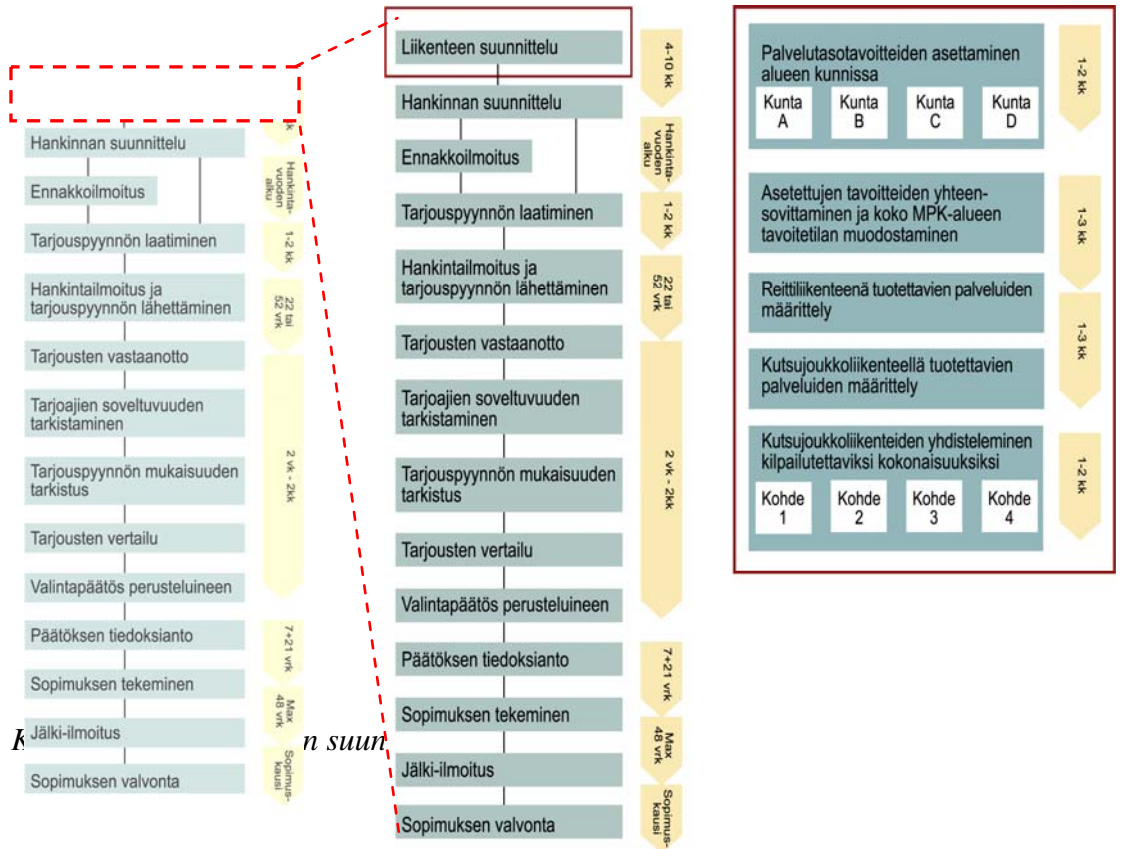 Hankinnan suunnittelu
Ennakkoilmoitus
Tarjouspyynnön laatiminen
Hankintailmoitus ja
tarjouspyynnön lähettäminen
Tarjousten vastaanotto
Tarjoajien soveltuvuuden
tarkistaminen
Tarjouspyynnön mukaisuuden
tarkistus
Tarjousten vertailu
Valintapäätös perusteluineen
Päätöksen tiedoksianto
Sopimuksen tekeminen
Jälki-ilmoitus
Sopimuksen valvonta
Hankinta-
vuoden
alku
1-2 kk
22 tai
52 vrk
2 vk - 2kk
7+21 vrk
Max
48 vrk
Sopimus-
kausi
Liikenteen suunnittelu
Hankinnan suunnittelu
Ennakkoilmoitus
Tarjouspyynnön laatiminen
Hankintailmoitus ja
tarjouspyynnön lähettäminen
Tarjousten vastaanotto
Tarjoajien soveltuvuuden
tarkistaminen
Tarjouspyynnön mukaisuuden
tarkistus
Tarjousten vertailu
Valintapäätös perusteluineen
Päätöksen tiedoksianto
Sopimuksen tekeminen
Jälki-ilmoitus
Sopimuksen valvonta
4-10 kk
Hankinta-
vuoden
alku
1-2 kk
22 tai
52 vrk
2 vk - 2kk
7+21 vrk
Max
48 vrk
Sopimus-
kausi
Palvelutasotavoitteiden asettaminen
alueen kunnissa
Kunta A
Kunta B
Kunta C
Kunta D
Asetettujen tavoitteiden yhteen-
sovittaminen ja koko MPK-alueen
tavoitetilan muodostaminen
Reittiliikenteenä tuotettavien palveluiden
määrittely
Kutsujoukkoliikenteellä tuotettavien
palveluiden määrittely
Kutsujoukkoliikenteiden yhdisteleminen
kilpailutettaviksi kokonaisuuksiksi
Kohde 1
Kohde 2
Kohde 3
Kohde 4
1-2 kk
1-3 kk
1-3 kk
1-2 kk